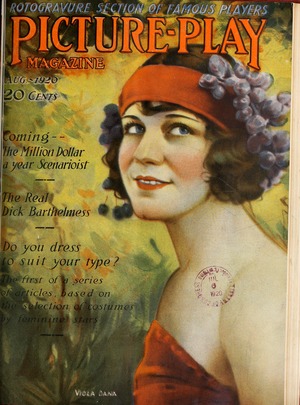 ROTOGRAVURE SECTION OF FAMOUS PLAYERS
PICTURE-PLAY
MAGAZINE
AUG-1920
20 CENTS
Coming--
The Million Dollar
a year Scenarioist
The Real
Dick Barthelmess
Do you dress
to suit your type?
The first of a series
of articles, based on
the selection of costumes
by feminine stars
VIOLA DANA